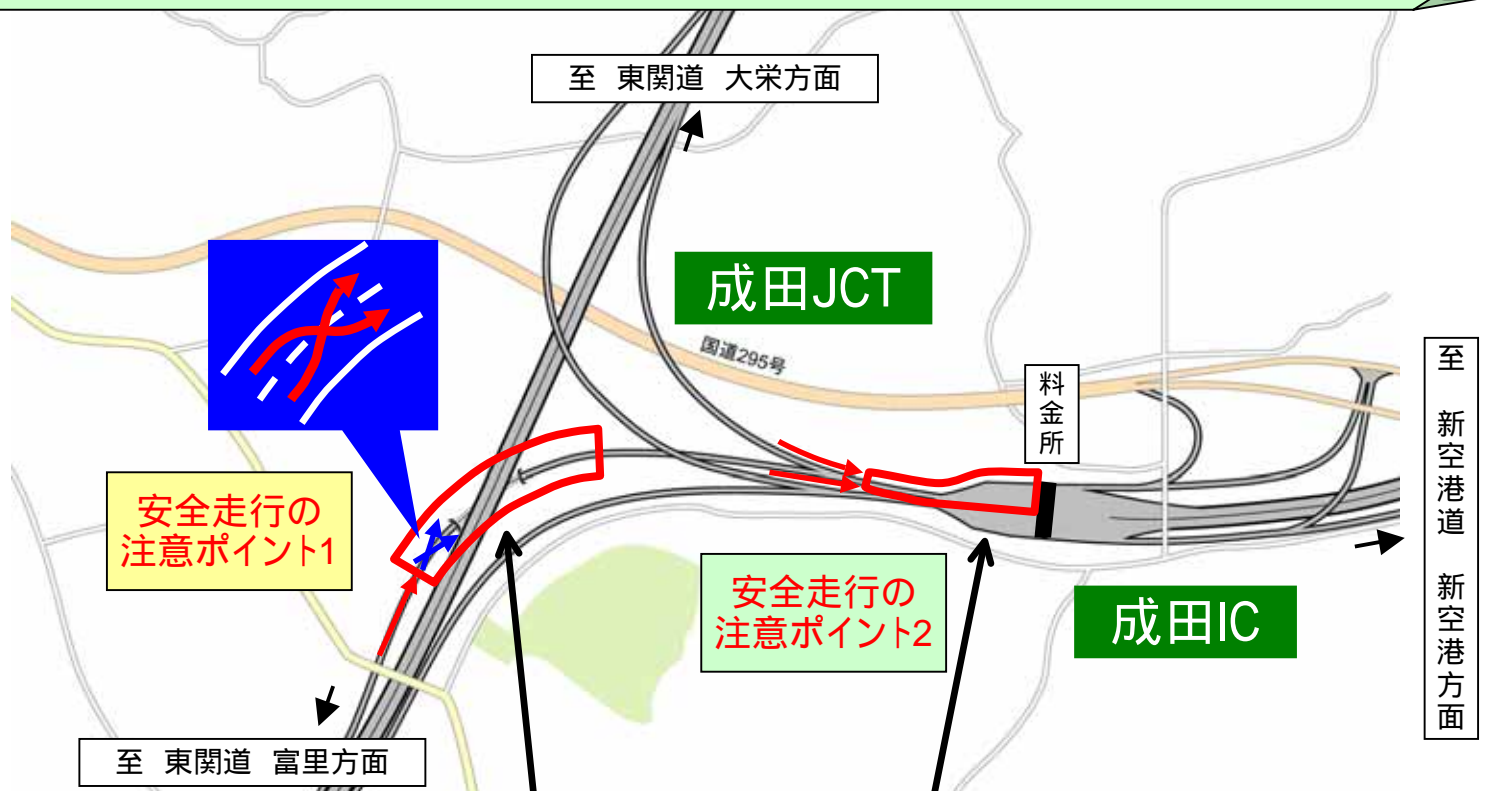 至 東関道 大栄方面
成田JCT
国道295号
料金所
至 新空港道 新空港方面
安全走行の
注意ポイント1
安全走行の
注意ポイント2
成田IC
至 東関道 富里方面